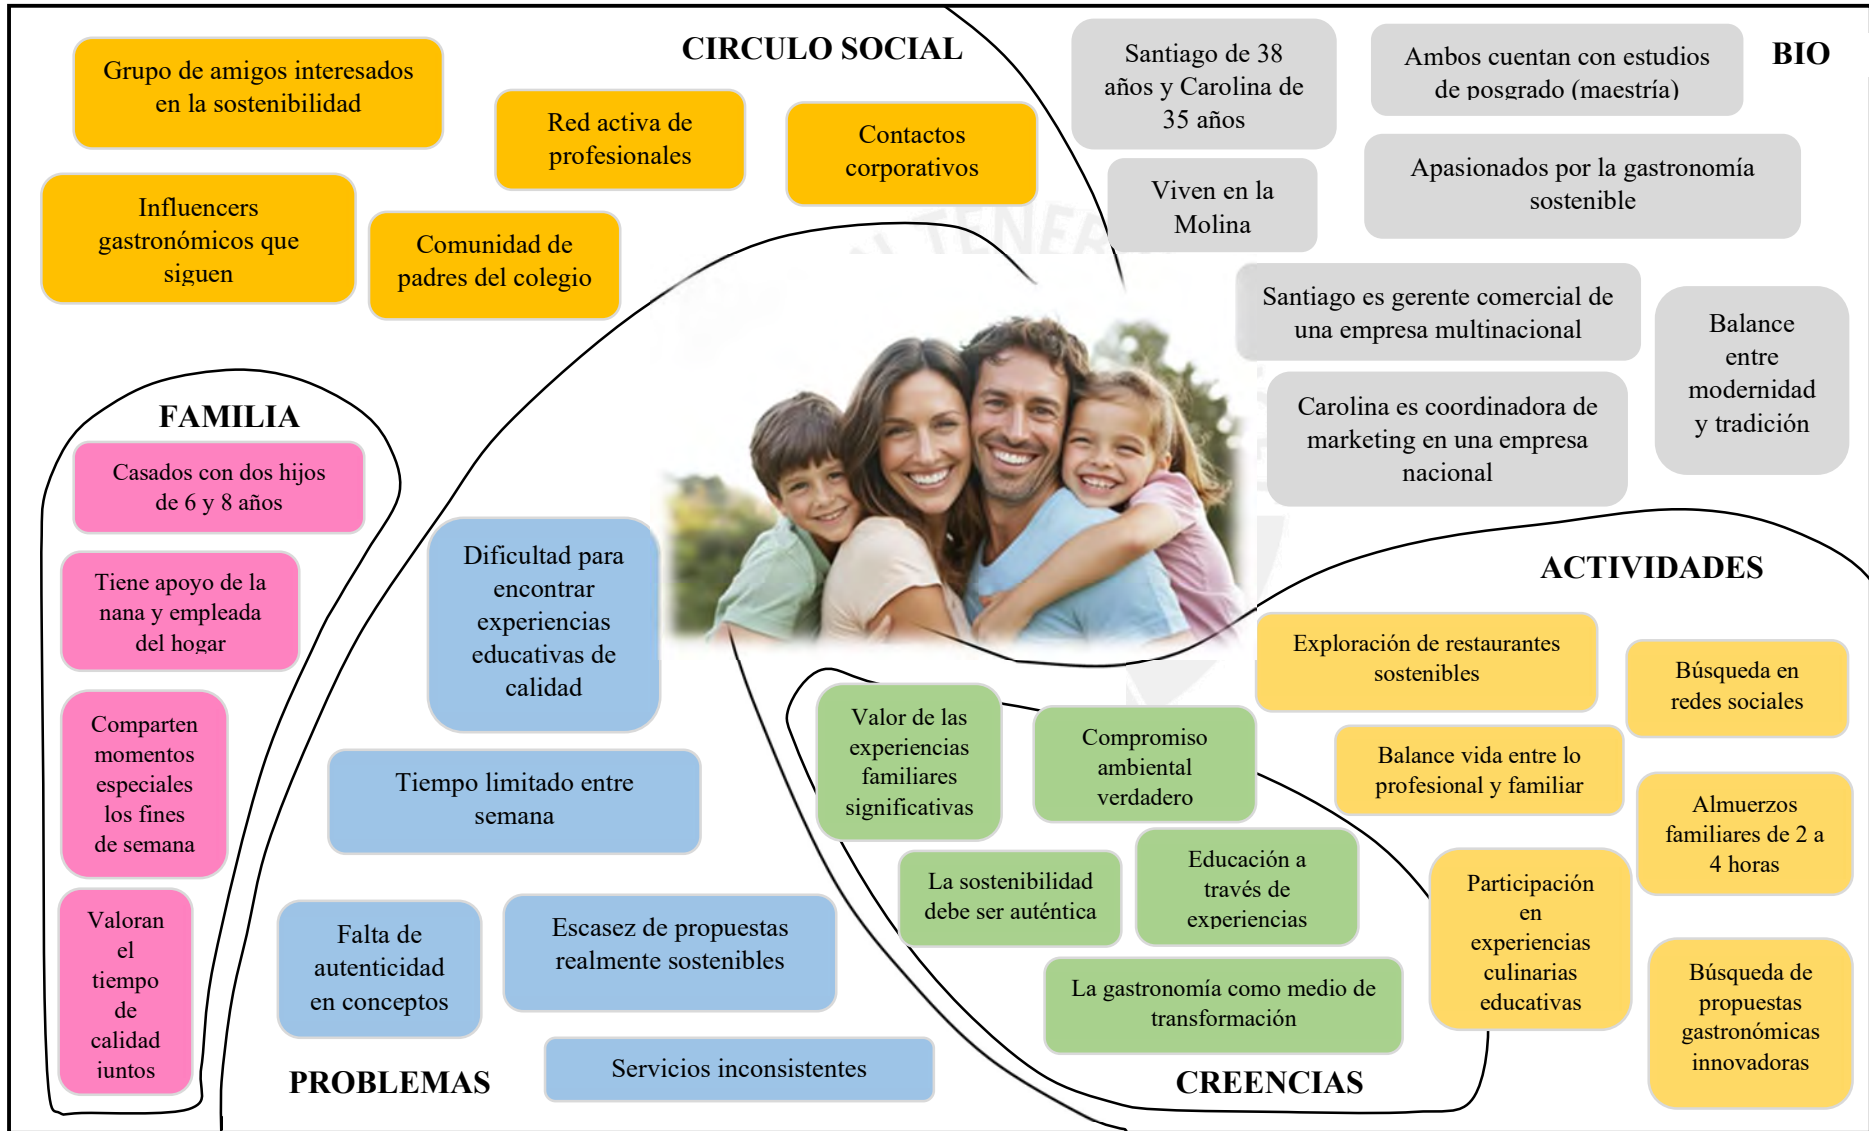 CIRCULO SOCIAL
Grupo de amigos interesados
en la sostenibilidad
Red activa de
profesionales
Contactos
corporativos
Influencers
gastronómicos que
siguen
Comunidad de
padres del colegio
BIO
Santiago de 38
años y Carolina de
35 años
Ambos cuentan con estudios
de posgrado (maestría)
Viven en la
Molina
Apasionados por la gastronomía
sostenible
Santiago es gerente comercial de
una empresa multinacional
Balance
entre
modernidad
y tradición
Carolina es coordinadora de
marketing en una empresa
nacional
FAMILIA
Casados con dos hijos
de 6 y 8 años
Tiene apoyo de la
nana y empleada
del hogar
Comparten
momentos
especiales
los fines
de semana
Valoran
el
tiempo
de
calidad
juntos
Dificultad para
encontrar
experiencias
educativas de
calidad
Tiempo limitado entre
semana
Falta de
autenticidad
en conceptos
Escasez de propuestas
realmente sostenibles
Servicios inconsistentes
PROBLEMAS
Valor de las
experiencias
familiares
significativas
Compromiso
ambiental
verdadero
La sostenibilidad
debe ser auténtica
Educación a
través de
experiencias
La gastronomía como medio de
transformación
CREENCIAS
ACTIVIDADES
Exploración de restaurantes
sostenibles
Búsqueda en
redes sociales
Balance vida entre lo
profesional y familiar
Almuerzos
familiares de 2 a
4 horas
Participación
en
experiencias
culinarias
educativas
Búsqueda de
propuestas
gastronómicas
innovadoras
TENE